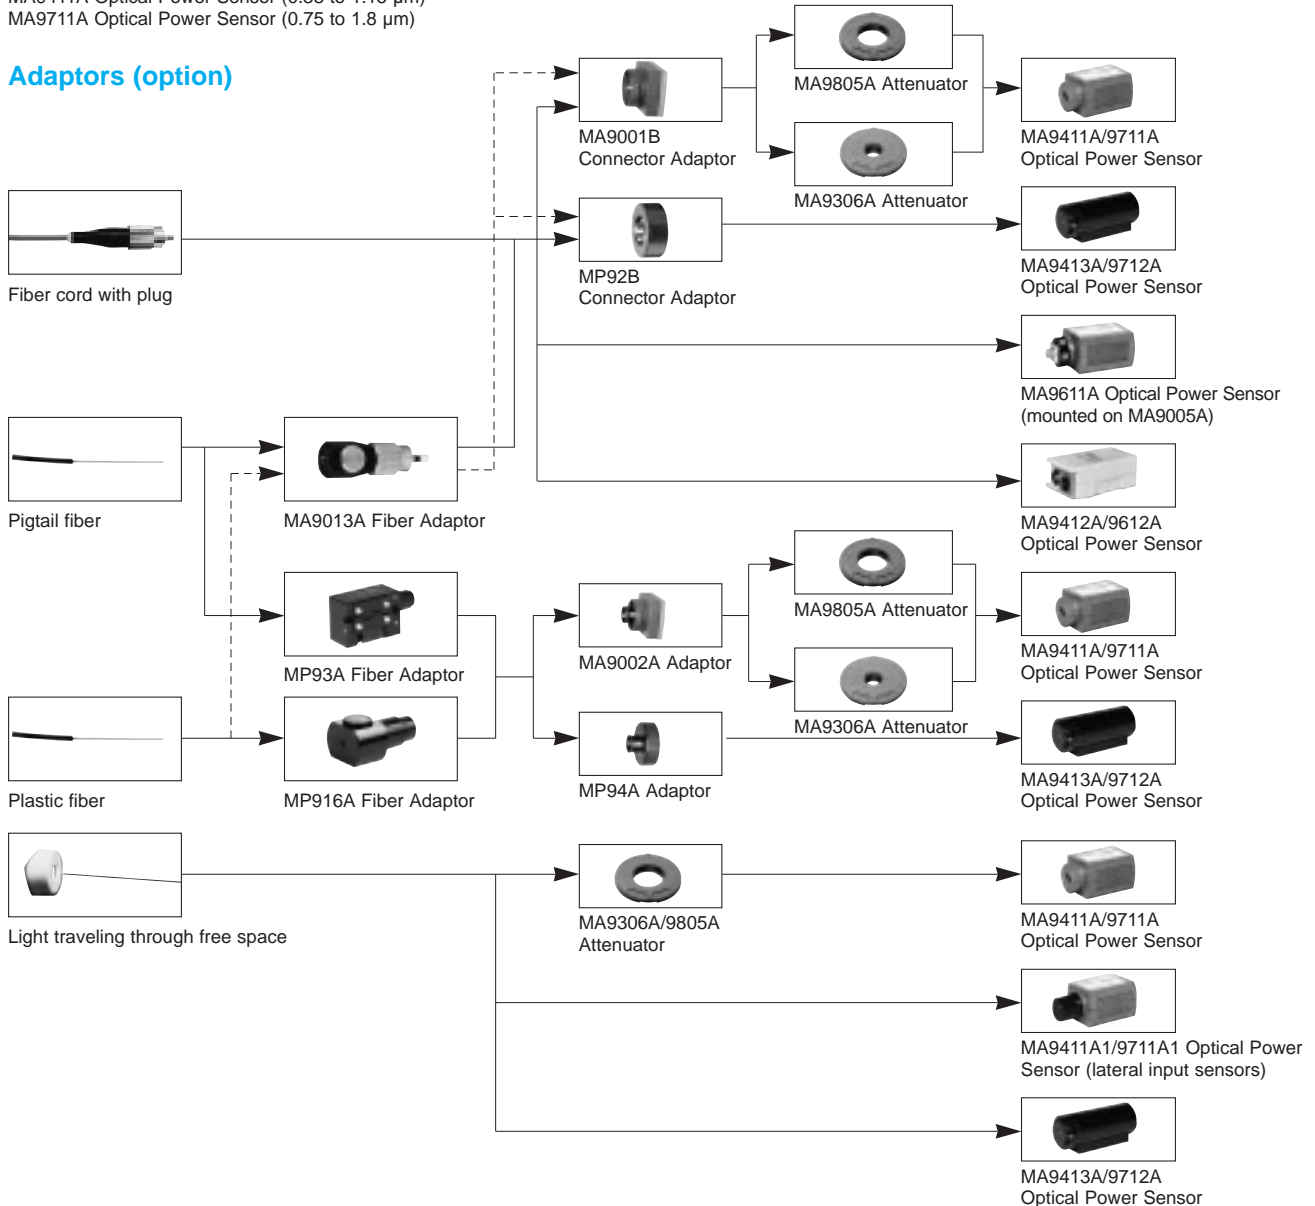 MA9711A Optical Power Sensor (0.75 to 1.8 µm)
Adaptors (option)
MA9805A Attenuator
MA9001B
Connector Adaptor
MA9411A/9711A
Optical Power Sensor
MA9306A Attenuator
MP92B
Connector Adaptor
MA9413A/9712A
Optical Power Sensor
Fiber cord with plug
MA9611A Optical Power Sensor
(mounted on MA9005A)
Pigtail fiber
MA9013A Fiber Adaptor
MA9412A/9612A
Optical Power Sensor
MA9805A Attenuator
MP93A Fiber Adaptor
MA9002A Adaptor
MA9411A/9711A
Optical Power Sensor
MA9306A Attenuator
Plastic fiber
MP916A Fiber Adaptor
MP94A Adaptor
MA9413A/9712A
Optical Power Sensor
Light traveling through free space
MA9306A/9805A
Attenuator
MA9411A/9711A
Optical Power Sensor
MA9411A1/9711A1 Optical Power
Sensor (lateral input sensors)
MA9413A/9712A
Optical Power Sensor